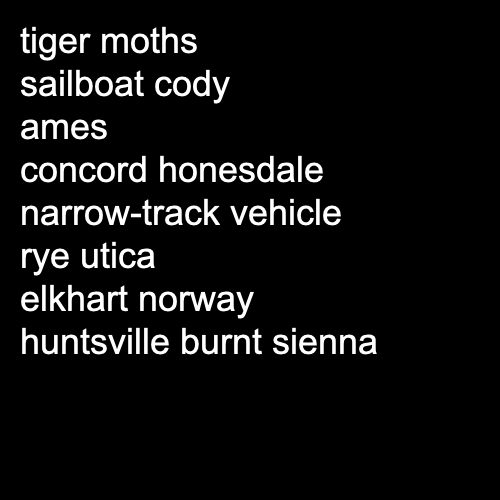 tiger moths
sailboat cody
ames
concord honesdale
narrow-track vehicle
rye utica
elkhart norway
huntsville burnt sienna